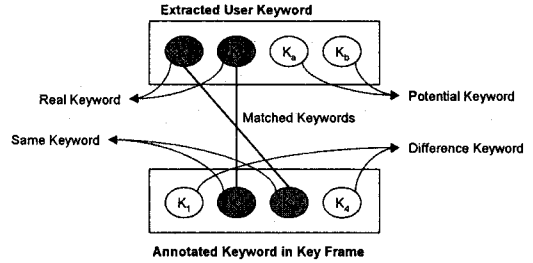 Extracted User Keyword
Ka
Kb
Real Keyword
Potential Keyword
Matched Keywords
Same Keyword
Difference Keyword
K1
K4
Annotated Keyword in Key Frame